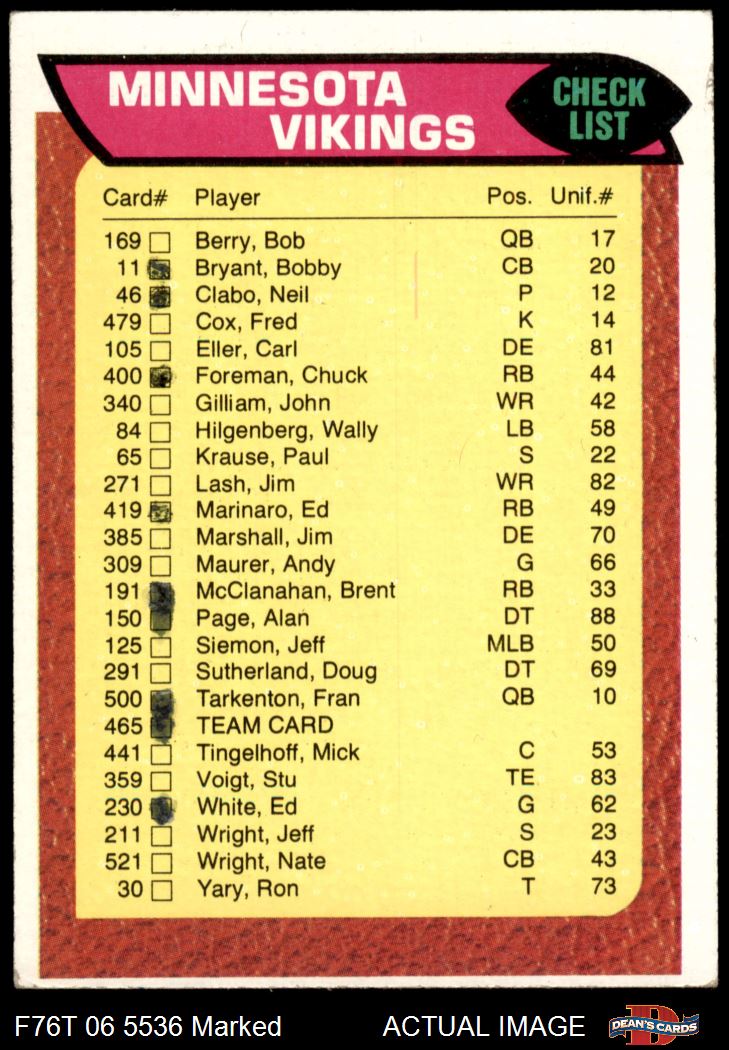 MINNESOTA
VIKINGS
CHECK
LIST
Card# Player Pos. Unif.#
169 Berry, Bob QB 17
11 Bryant, Bobby CB 20
46 Clabo, Neil P 12
479 Cox, Fred K 14
105 Eller, Carl DE 81
400 Foreman, Chuck RB 44
340 Gilliam, John WR 42
84 Hilgenberg, Wally LB 58
65 Krause, Paul S 22
271 Lash, Jim WR 82
419 Marinaro, Ed RB 49
385 Marshall, Jim DE 70
309 Maurer, Andy G 66
191 McClanahan, Brent RB 33
150 Page, Alan DT 88
125 Siemon, Jeff MLB 50
291 Sutherland, Doug DT 69
500 Tarkenton, Fran QB 10
465 TEAM CARD
441 Tingelhoff, Mick C 53
359 Voigt, Stu TE 83
230 White, Ed G 62
211 Wright, Jeff S 23
521 Wright, Nate CB 43
30 Yary, Ron T 73
F76T 06 5536 Marked ACTUAL IMAGE
D
DEAN'S CARDS